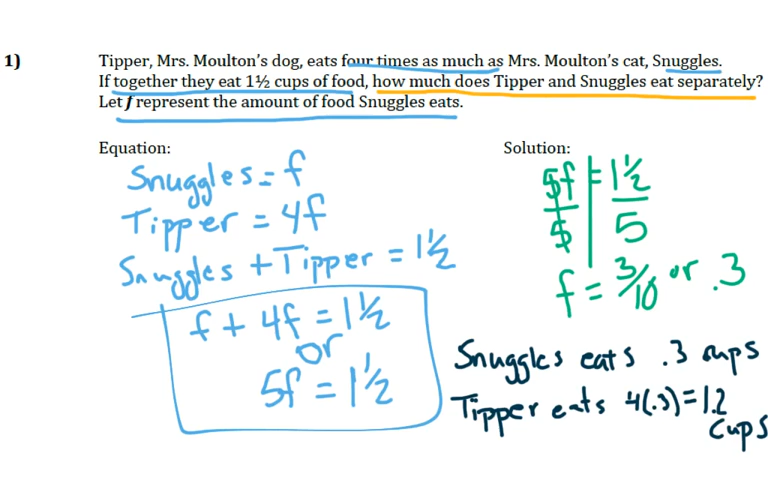 1) Tipper, Mrs. Moulton's dog, eats four times as much as Mrs. Moulton's cat, Snuggles.
If together they eat 1½ cups of food, how much does Tipper and Snuggles eat separately?
Let f represent the amount of food Snuggles eats.
Equation:
Snuggles = f
Tipper = 4f
Snuggles + Tipper = 1½
f + 4f = 1½
or
5f = 1½
Solution:
5f = 1½
5 5
f = 3/10 or .3
Snuggles eats .3 cups
Tipper eats 4(.3) = 1.2
cups